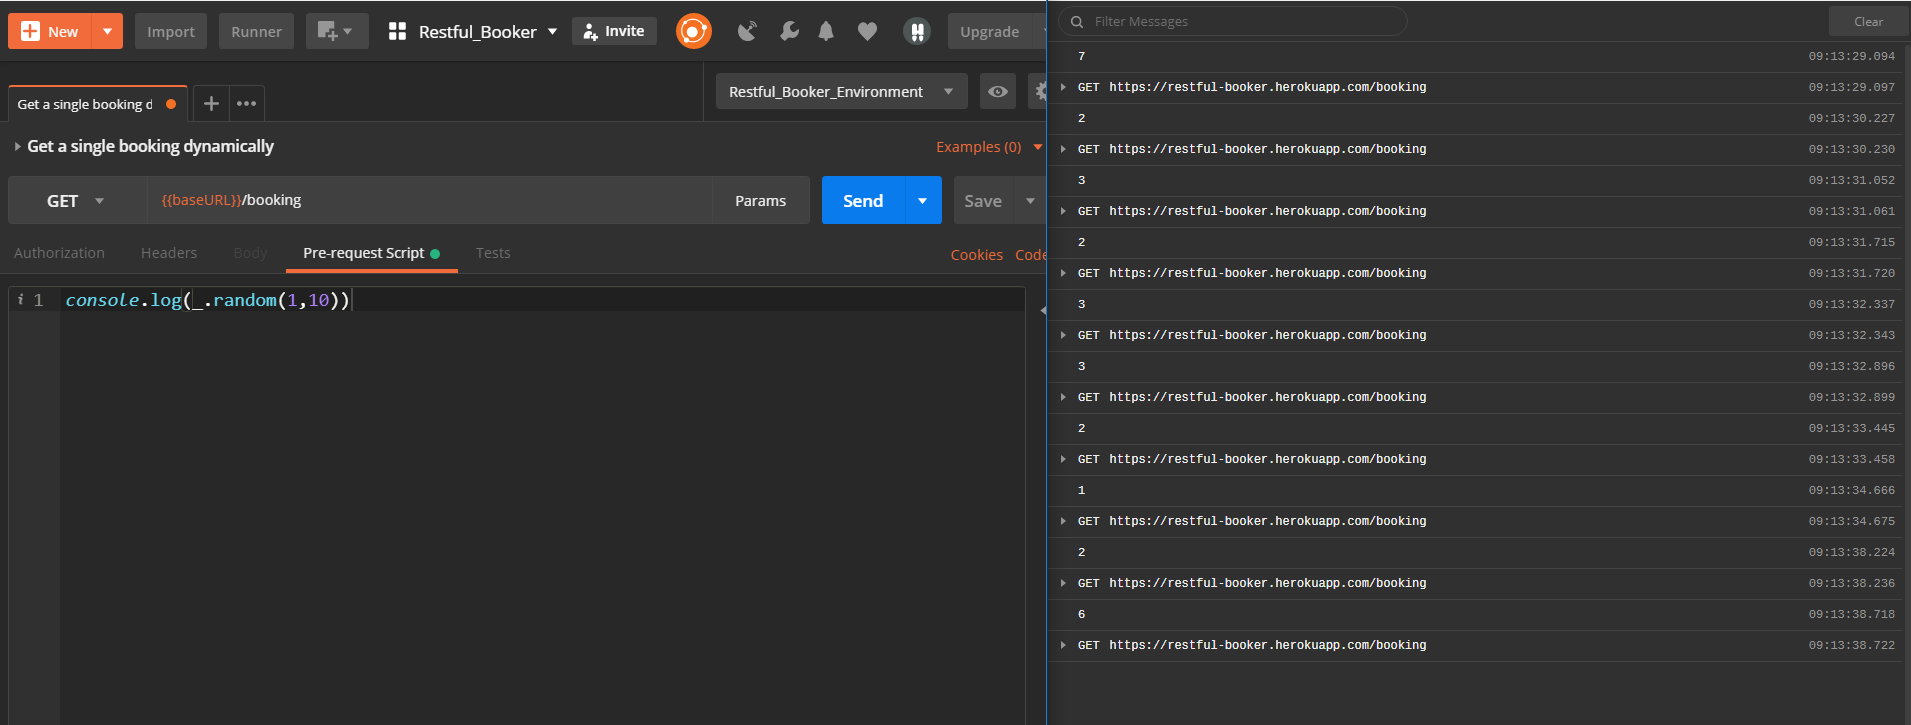 New Import Runner Restful_Booker Invite Upgrade
Get a single booking d
Restful_Booker_Environment
Get a single booking dynamically
Examples (0)
GET {{baseURL}}/booking Params Send Save
Authorization Headers Body Pre-request Script Tests
Cookies Code
i 1 console.log(_.random(1,10))
Filter Messages Clear
7 09:13:29.094
GET https://restful-booker.herokuapp.com/booking 09:13:29.097
2 09:13:30.227
GET https://restful-booker.herokuapp.com/booking 09:13:30.230
3 09:13:31.052
GET https://restful-booker.herokuapp.com/booking 09:13:31.061
2 09:13:31.715
GET https://restful-booker.herokuapp.com/booking 09:13:31.720
3 09:13:32.337
GET https://restful-booker.herokuapp.com/booking 09:13:32.343
3 09:13:32.896
GET https://restful-booker.herokuapp.com/booking 09:13:32.899
2 09:13:33.445
GET https://restful-booker.herokuapp.com/booking 09:13:33.458
1 09:13:34.666
GET https://restful-booker.herokuapp.com/booking 09:13:34.675
2 09:13:38.224
GET https://restful-booker.herokuapp.com/booking 09:13:38.236
6 09:13:38.718
GET https://restful-booker.herokuapp.com/booking 09:13:38.722